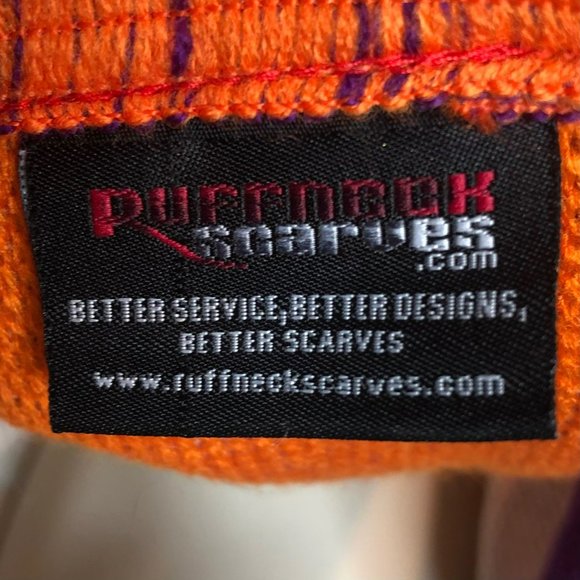 RUFFNECK
SCARVES
.COM
BETTER SERVICE, BETTER DESIGNS,
BETTER SCARVES
www.ruffneckscarves.com